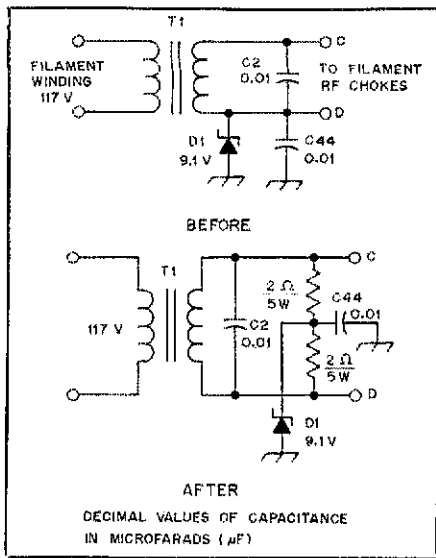 T1
C
FILAMENT
WINDING
117 V
C2
0.01
TO FILAMENT
RF CHOKES
D
D1
9.1 V
C44
0.01
BEFORE
C
T1
2 Ω
5W
C44
0.01
117 V
C2
0.01
2 Ω
5W
D
D1
9.1 V
AFTER
DECIMAL VALUES OF CAPACITANCE
IN MICROFARADS (µF)